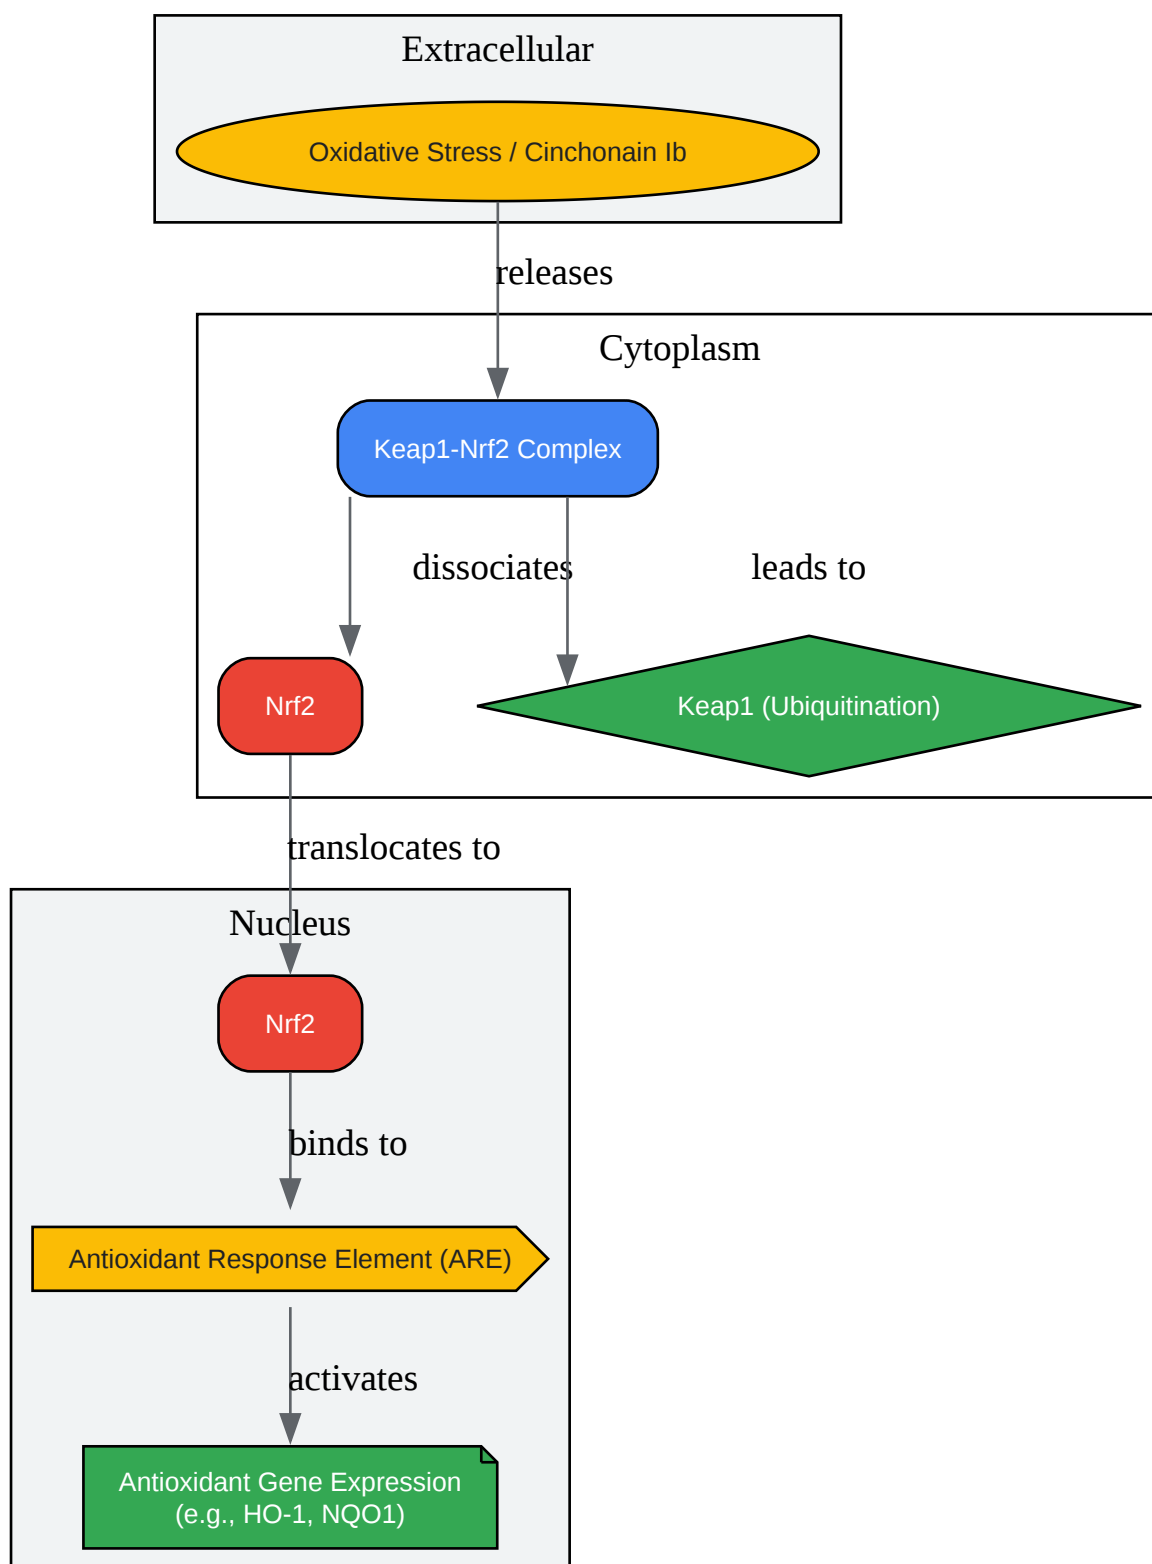 Extracellular
Oxidative Stress / Cinchonain Ib
releases
Cytoplasm
Keap1-Nrf2 Complex
dissociates
leads to
Nrf2
Keap1 (Ubiquitination)
translocates to
Nucleus
Nrf2
binds to
Antioxidant Response Element (ARE)
activates
Antioxidant Gene Expression
(e.g., HO-1, NQO1)